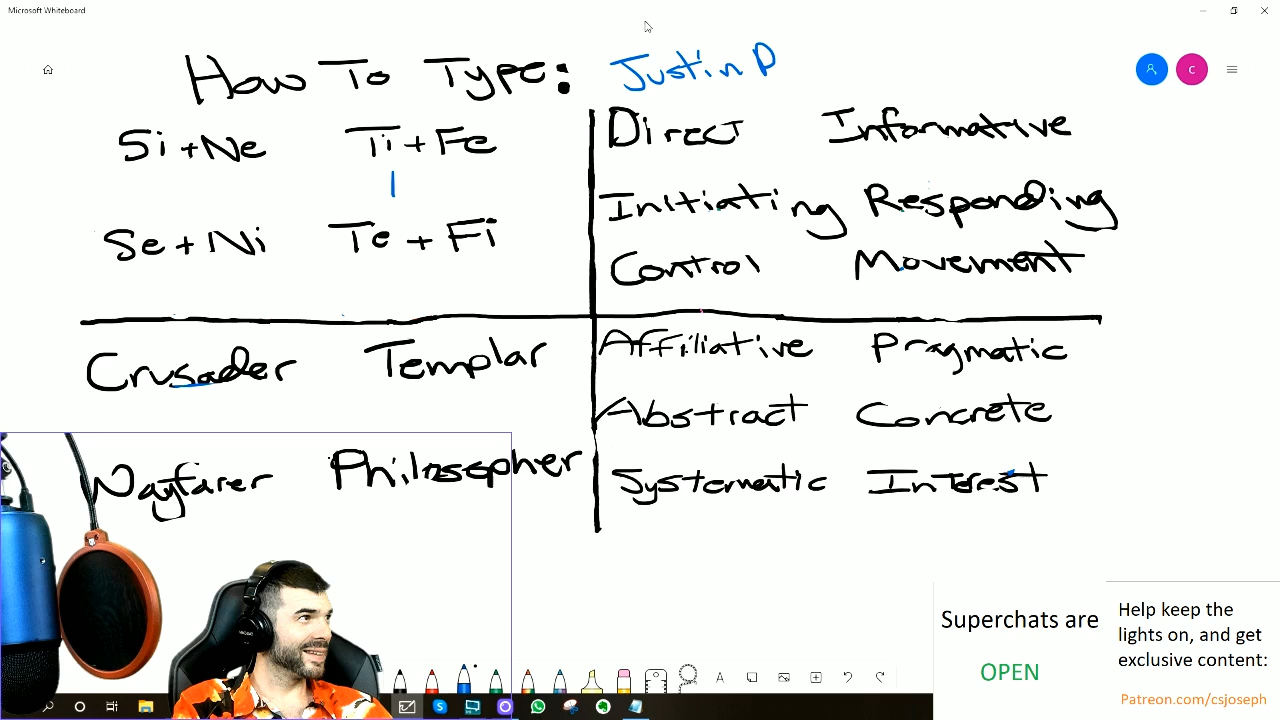 Microsoft Whiteboard
How To Type: Justin P
Si + Ne Ti + Fe
Se + Ni Te + Fi
Direct Informative
Initiating Responding
Control Movement
Crusader Templar
Wayfarer Philosopher
Affiliative Pragmatic
Abstract Concrete
Systematic Interest
C
Superchats are
OPEN
Help keep the
lights on, and get
exclusive content:
Patreon.com/csjoseph
A